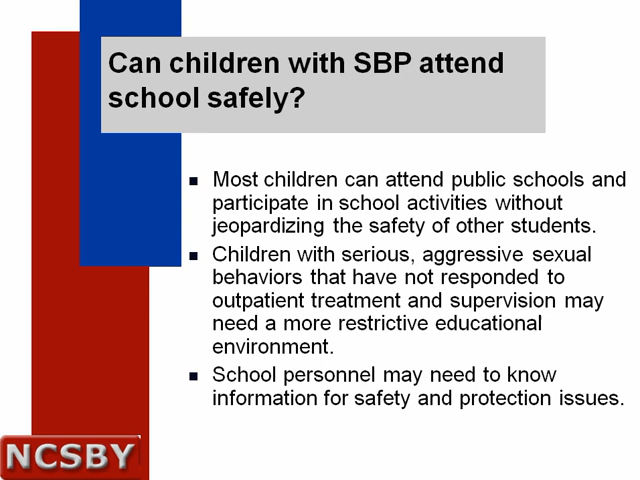 Can children with SBP attend
school safely?
Most children can attend public schools and
participate in school activities without
jeopardizing the safety of other students.
Children with serious, aggressive sexual
behaviors that have not responded to
outpatient treatment and supervision may
need a more restrictive educational
environment.
School personnel may need to know
information for safety and protection issues.
NCSBY